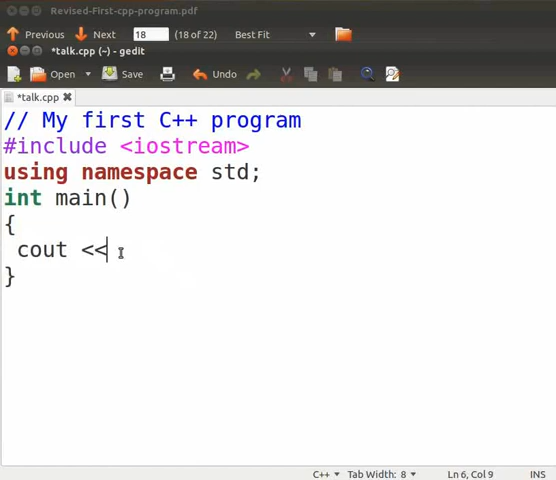 Revised-First-cpp-program.pdf
Previous Next 18 (18 of 22) Best Fit
*talk.cpp (~) - gedit
Open Save Undo
*talk.cpp
// My first C++ program
#include <iostream>
using namespace std;
int main()
{
cout <<
}
C++ Tab Width: 8 Ln 6, Col 9 INS